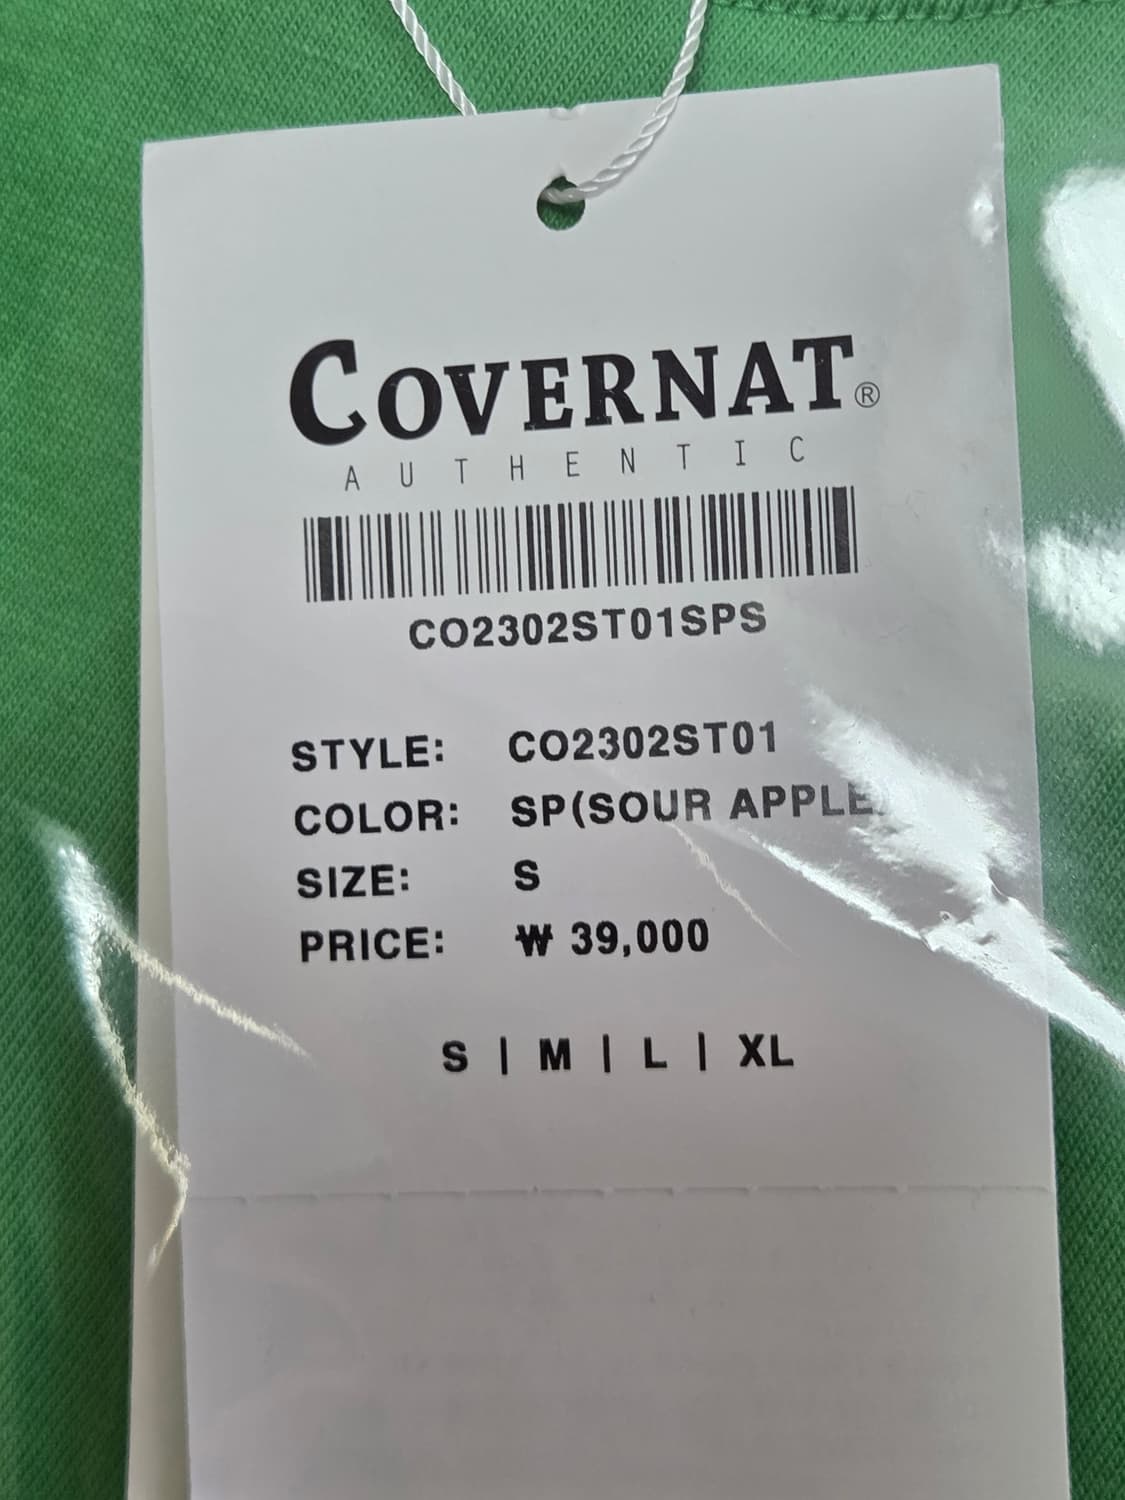 COVERNAT®
AUTHENTIC
CO2302ST01SPS
STYLE: CO2302ST01
COLOR: SP(SOUR APPLE)
SIZE: S
PRICE: ₩ 39,000
S | M | L | XL